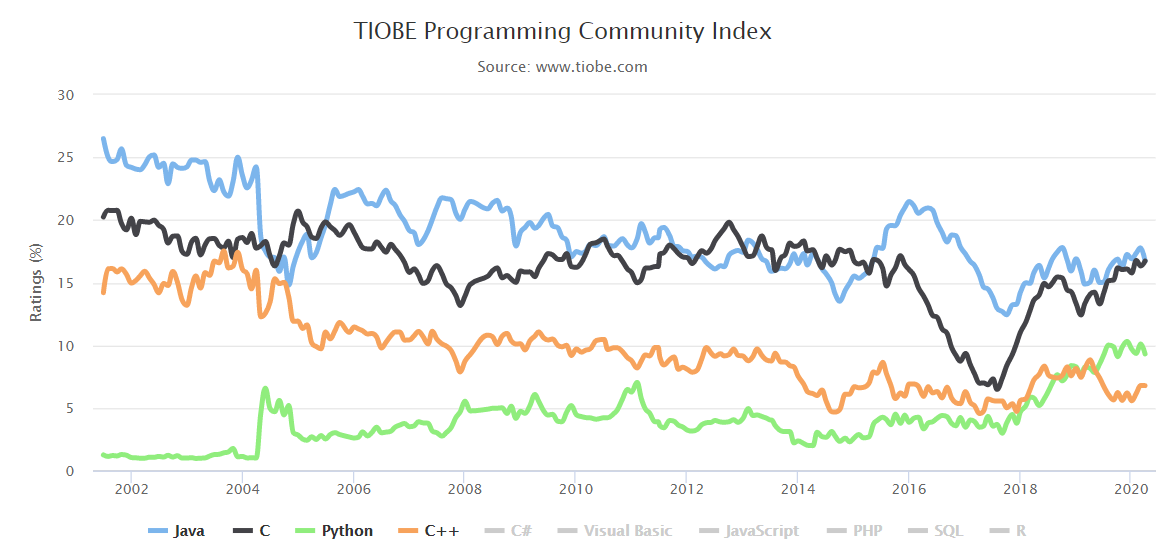 TIOBE Programming Community Index
Source: www.tiobe.com
Ratings (%)
30
25
20
15
10
5
0
2002 2004 2006 2008 2010 2012 2014 2016 2018 2020
Java C Python C++ C# Visual Basic JavaScript PHP SQL R